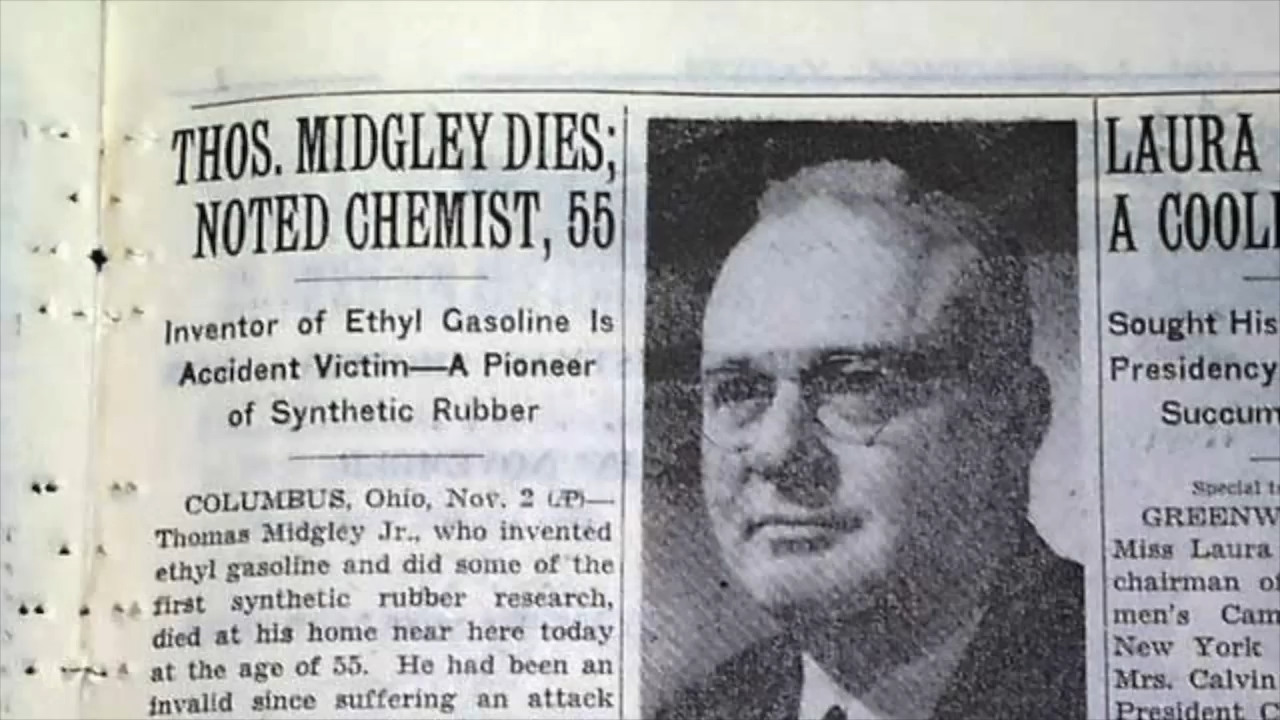 THOS. MIDGLEY DIES;
NOTED CHEMIST, 55
Inventor of Ethyl Gasoline Is
Accident Victim—A Pioneer
of Synthetic Rubber
COLUMBUS, Ohio, Nov. 2 (AP)—
Thomas Midgley Jr., who invented
ethyl gasoline and did some of the
first synthetic rubber research,
died at his home near here today
at the age of 55. He had been an
invalid since suffering an attack
LAURA
A COOL
Sought His
Presidency
Succum
Special t
GREENW
Miss Laura
chairman of
men's Cam
New York
Mrs. Calvin
President C